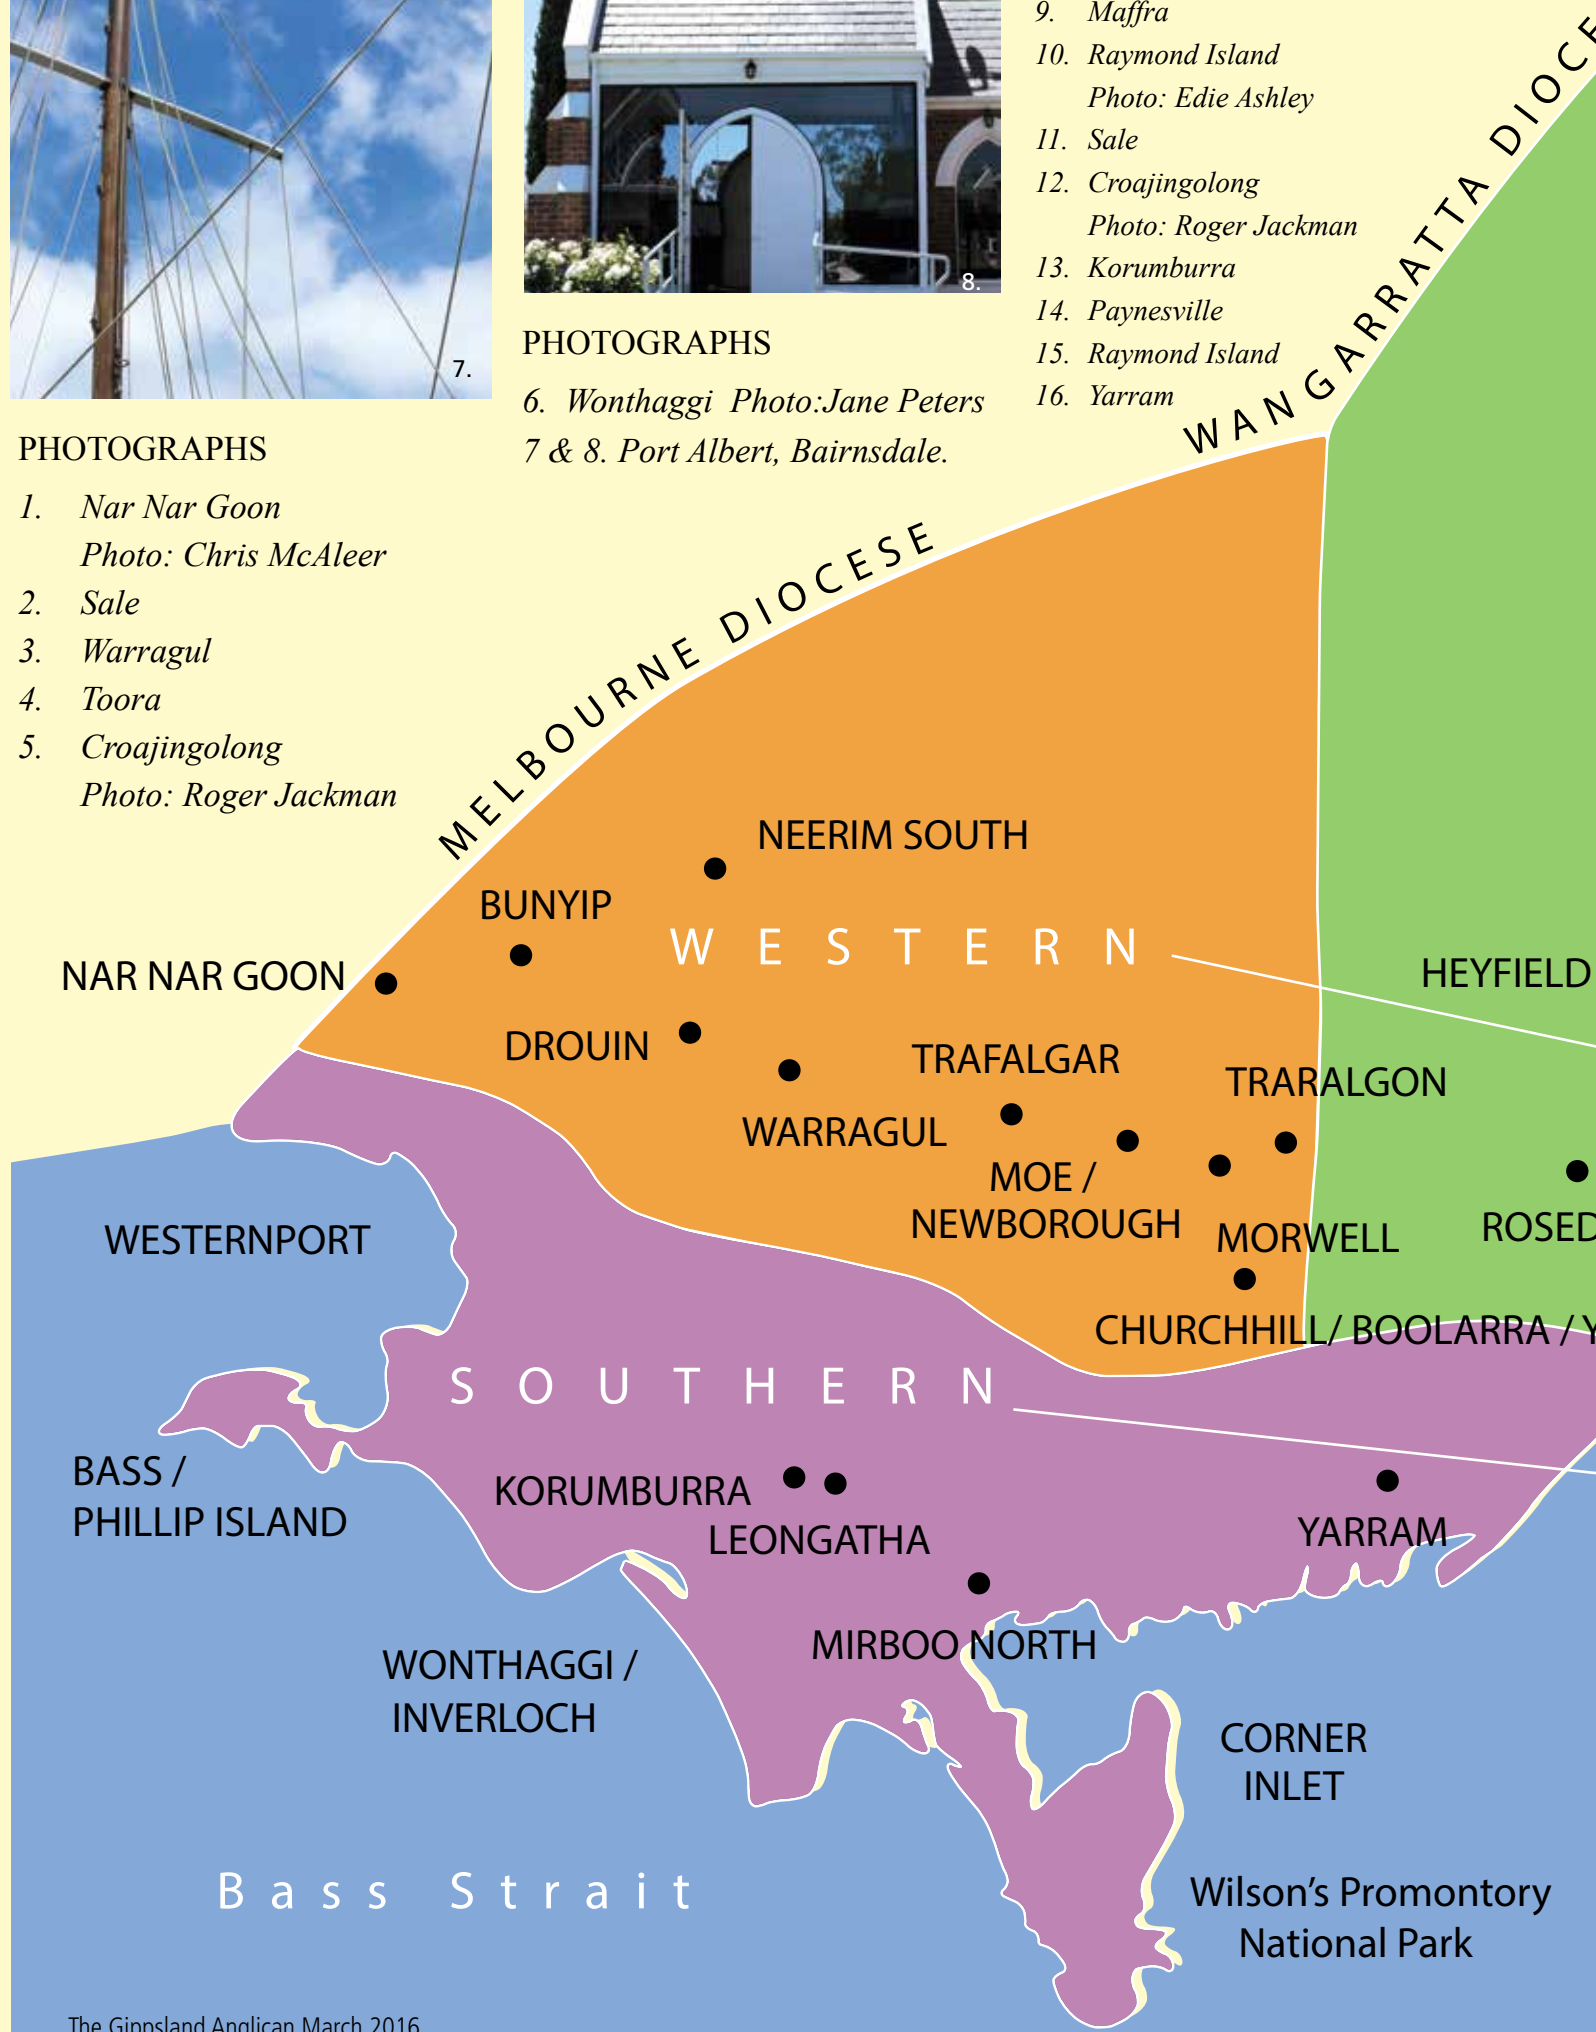 7.
8.
PHOTOGRAPHS
1. Nar Nar Goon
Photo: Chris McAleer
2. Sale
3. Warragul
4. Toora
5. Croajingolong
Photo: Roger Jackman
PHOTOGRAPHS
6. Wonthaggi Photo:Jane Peters
7 & 8. Port Albert, Bairnsdale.
9. Maffra
10. Raymond Island
Photo: Edie Ashley
11. Sale
12. Croajingolong
Photo: Roger Jackman
13. Korumburra
14. Paynesville
15. Raymond Island
16. Yarram
WANGARRATTA DIOCE
MELBOURNE DIOCESE
NEERIM SOUTH
BUNYIP
WESTERN
NAR NAR GOON
HEYFIELD
DROUIN
TRAFALGAR
TRARALGON
WARRAGUL
MOE /
NEWBOROUGH
MORWELL
ROSED
WESTERNPORT
CHURCHHILL/ BOOLARRA / Y
SOUTHERN
BASS /
PHILLIP ISLAND
KORUMBURRA
LEONGATHA
YARRAM
MIRBOO NORTH
WONTHAGGI /
INVERLOCH
CORNER
INLET
Bass Strait
Wilson's Promontory
National Park
The Gippsland Anglican March 2016